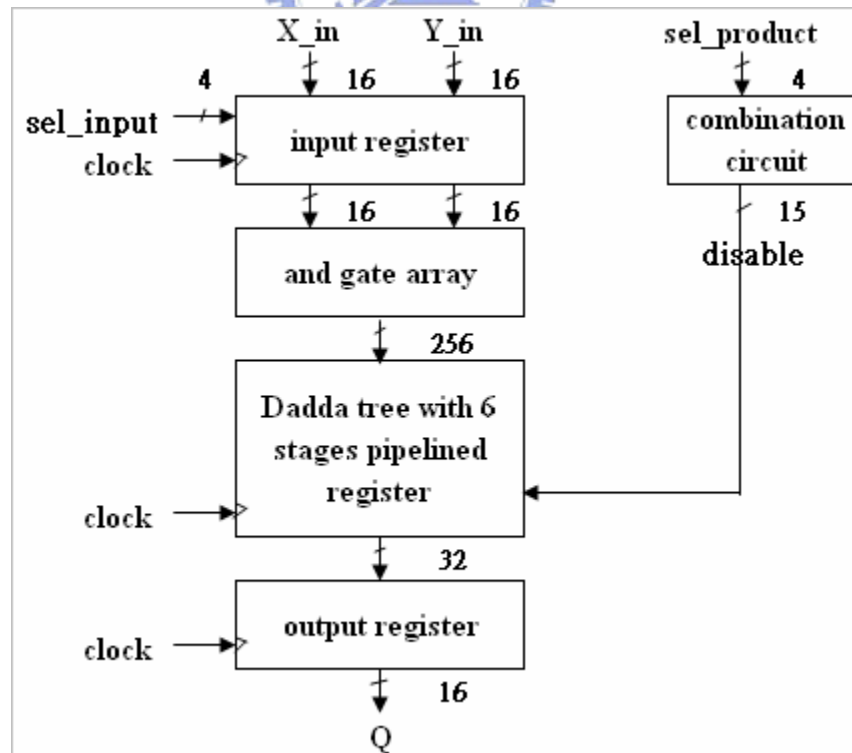 X_in
Y_in
sel_product
4
16
16
4
sel_input
clock
input register
combination
circuit
16
16
15
disable
and gate array
256
Dadda tree with 6
stages pipelined
register
clock
32
output register
clock
16
Q